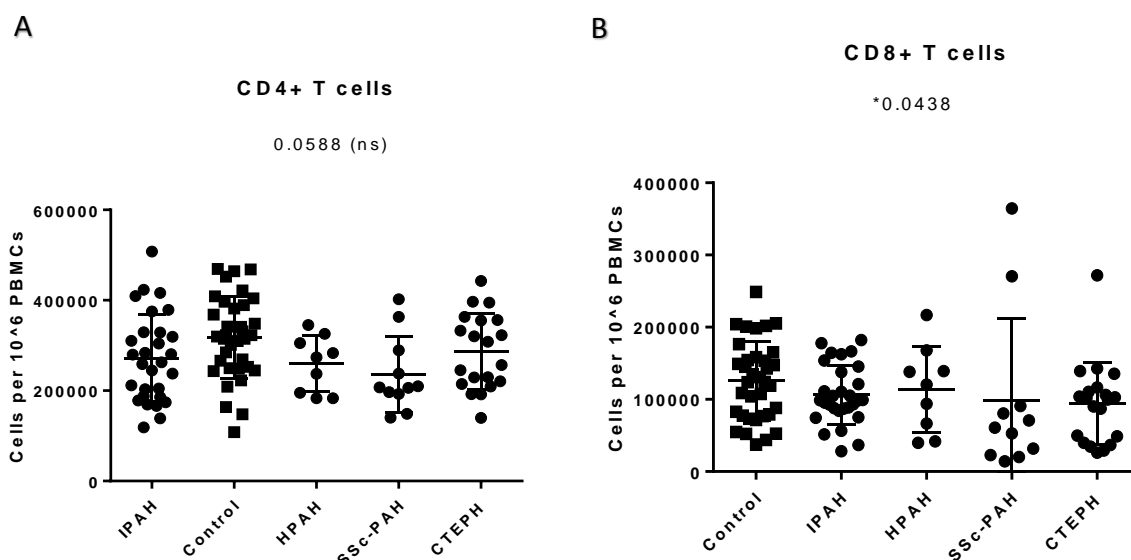 A
CD4+ T cells
0.0588 (ns)
Cells per 10^6 PBMCs
600000
400000
200000
0
IPAH
Control
HPAH
SSc-PAH
CTEPH
B
CD8+ T cells
*0.0438
Cells per 10^6 PBMCs
400000
300000
200000
100000
0
Control
IPAH
HPAH
SSc-PAH
CTEPH